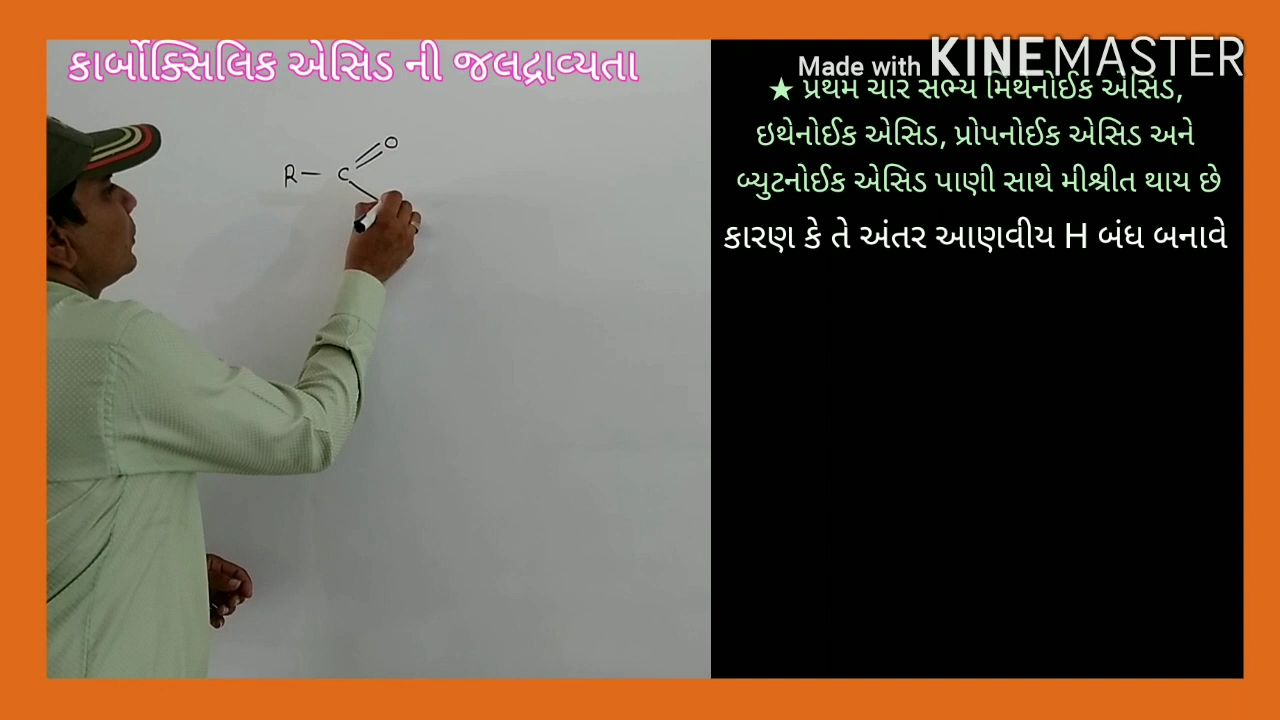 કાર્બોક્સિલિક એસિડ ની જલદ્રાવ્યતા
R — C
O
Made with KINEMASTER
★ પ્રથમ ચાર સભ્ય મિથેનોઈક એસિડ,
ઇથેનોઈક એસિડ, પ્રોપનોઈક એસિડ અને
બ્યુટનોઈક એસિડ પાણી સાથે મીશ્રીત થાય છે
કારણ કે તે અંતર આણવીય H બંધ બનાવે